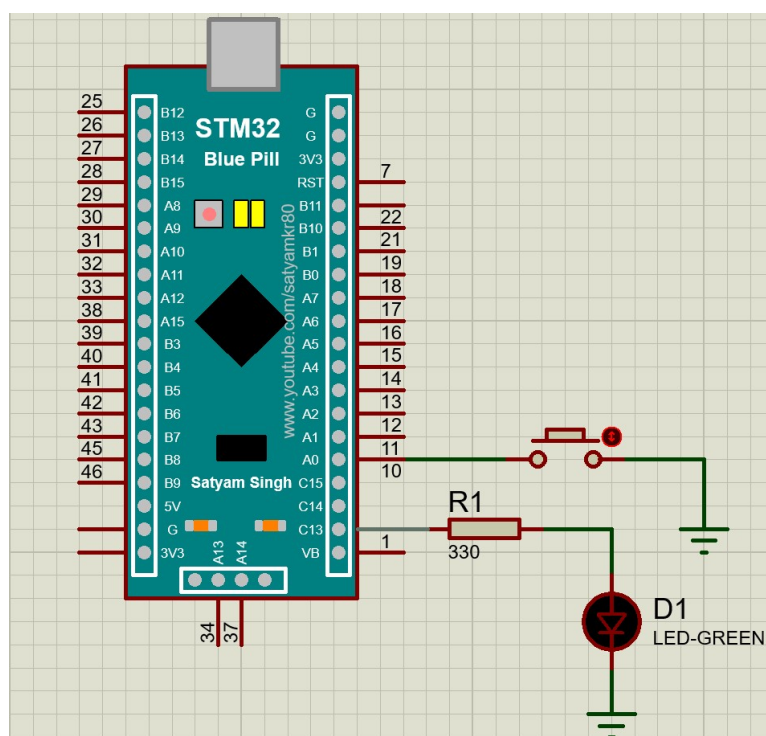 25 B12
26 B13
27 B14
28 B15
29 A8
30 A9
31 A10
32 A11
33 A12
38 A15
39 B3
40 B4
41 B5
42 B6
43 B7
45 B8
46 B9
5V
G
3V3
STM32
Blue Pill
www.youtube.com/satyamkr80
Satyam Singh
A13
A14
34
37
G
G
3V3
RST 7
B11
B10 22
B1 21
B0 19
A7 18
A6 17
A5 16
A4 15
A3 14
A2 13
A1 12
A0 11
10
C15
C14
C13
VB 1
R1
330
D1
LED-GREEN